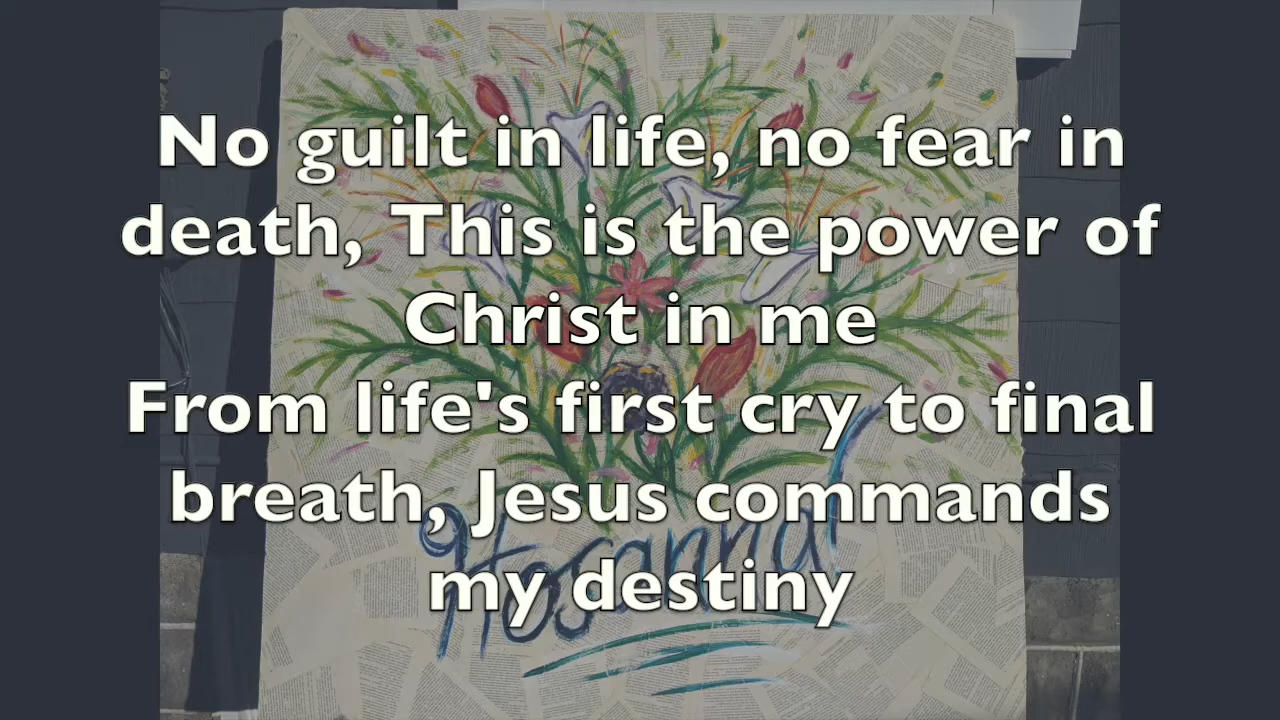 No guilt in life, no fear in
death, This is the power of
Christ in me
From life's first cry to final
breath, Jesus commands
my destiny
Hosanna!